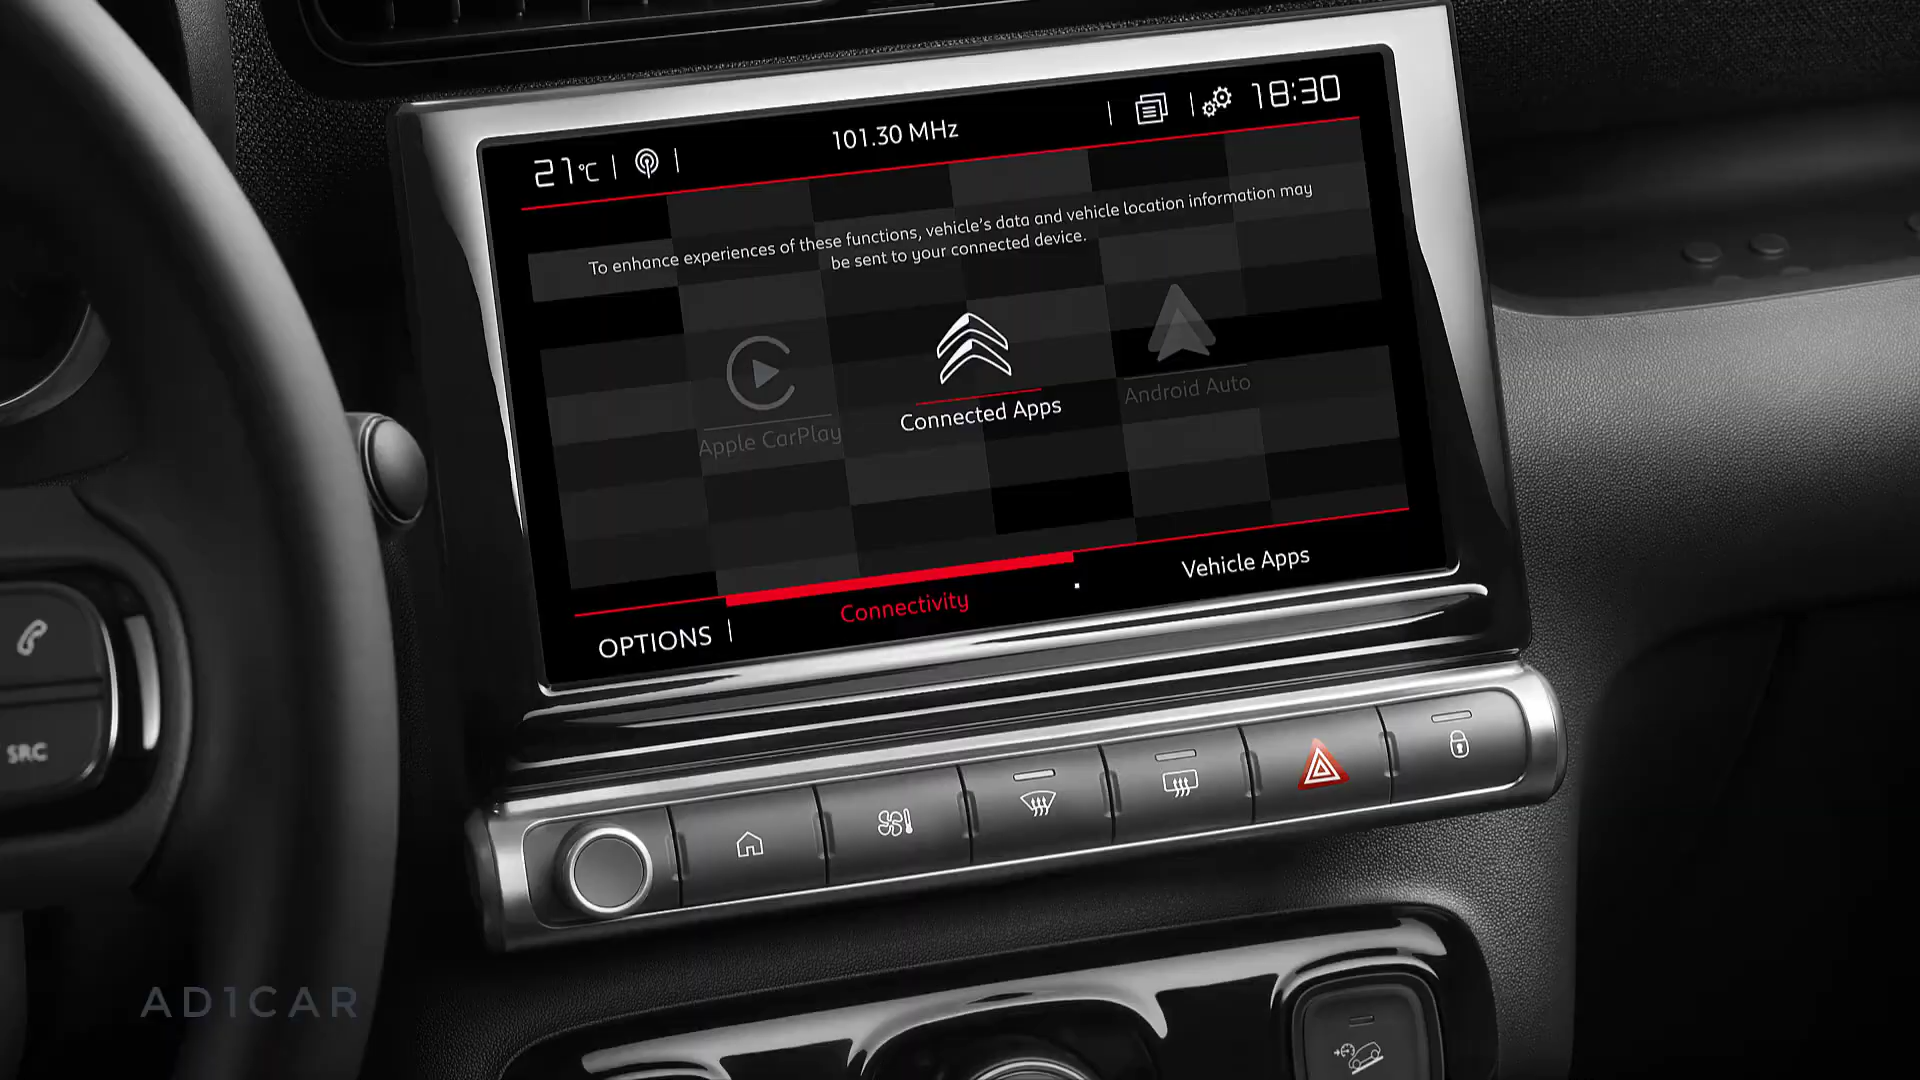 21°C
101.30 MHz
18:30
To enhance experiences of these functions, vehicle's data and vehicle location information may
be sent to your connected device.
Apple CarPlay
Connected Apps
Android Auto
OPTIONS
Connectivity
Vehicle Apps
SRC
AD1CAR